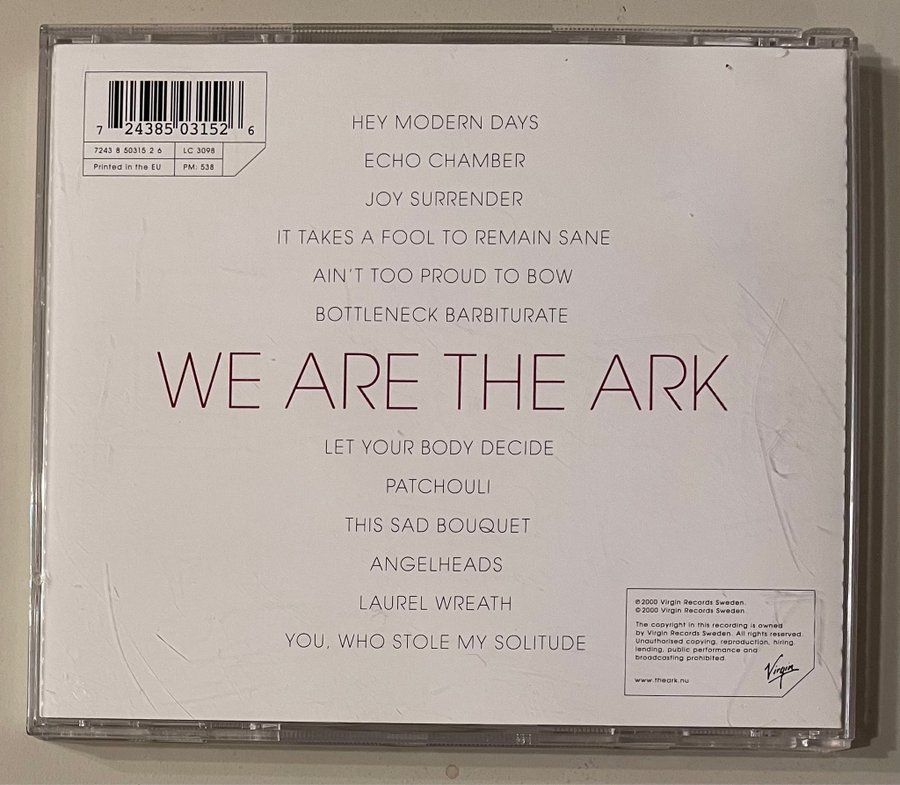 7 24385 03152 6
7243 8 50315 2 6 LC 3098
Printed in the EU PM: 538
HEY MODERN DAYS
ECHO CHAMBER
JOY SURRENDER
IT TAKES A FOOL TO REMAIN SANE
AIN'T TOO PROUD TO BOW
BOTTLENECK BARBITURATE
WE ARE THE ARK
LET YOUR BODY DECIDE
PATCHOULI
THIS SAD BOUQUET
ANGELHEADS
LAUREL WREATH
YOU, WHO STOLE MY SOLITUDE
℗2000 Virgin Records Sweden.
©2000 Virgin Records Sweden.
The copyright in this recording is owned
by Virgin Records Sweden. All rights reserved.
Unauthorised copying, reproduction, hiring,
lending, public performance and
broadcasting prohibited.
Virgin
www.theark.nu